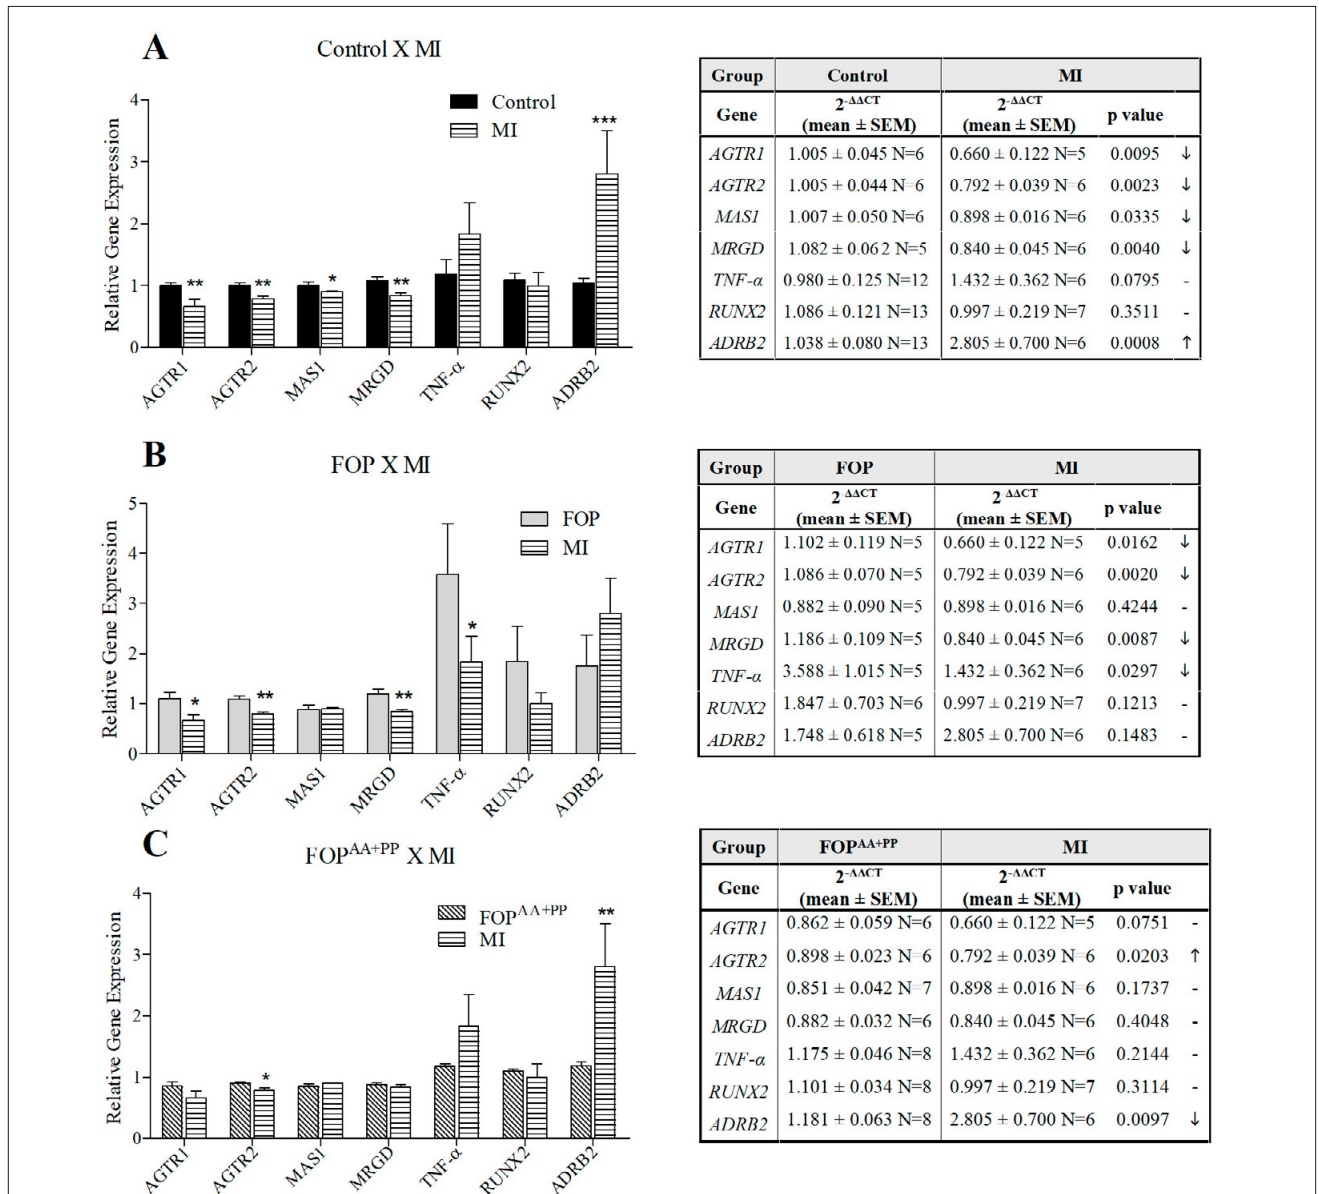 A
Control X MI
Control
MI
Relative Gene Expression
4
3
2
1
0
**
**
*
**
***
AGTR1
AGTR2
MAS1
MRGD
TNF-α
RUNX2
ADRB2
Group Control MI
Gene 2-ΔΔCT (mean ± SEM) 2-ΔΔCT (mean ± SEM) p value
AGTR1 1.005 ± 0.045 N=6 0.660 ± 0.122 N=5 0.0095 ↓
AGTR2 1.005 ± 0.044 N=6 0.792 ± 0.039 N=6 0.0023 ↓
MAS1 1.007 ± 0.050 N=6 0.898 ± 0.016 N=6 0.0335 ↓
MRGD 1.082 ± 0.062 N=5 0.840 ± 0.045 N=6 0.0040 ↓
TNF-α 0.980 ± 0.125 N=12 1.432 ± 0.362 N=6 0.0795 -
RUNX2 1.086 ± 0.121 N=13 0.997 ± 0.219 N=7 0.3511 -
ADRB2 1.038 ± 0.080 N=13 2.805 ± 0.700 N=6 0.0008 ↑
B
FOP X MI
FOP
MI
Relative Gene Expression
5
4
3
2
1
0
*
**
**
*
AGTR1
AGTR2
MAS1
MRGD
TNF-α
RUNX2
ADRB2
Group FOP MI
Gene 2-ΔΔCT (mean ± SEM) 2-ΔΔCT (mean ± SEM) p value
AGTR1 1.102 ± 0.119 N=5 0.660 ± 0.122 N=5 0.0162 ↓
AGTR2 1.086 ± 0.070 N=5 0.792 ± 0.039 N=6 0.0020 ↓
MAS1 0.882 ± 0.090 N=5 0.898 ± 0.016 N=6 0.4244 -
MRGD 1.186 ± 0.109 N=5 0.840 ± 0.045 N=6 0.0087 ↓
TNF-α 3.588 ± 1.015 N=5 1.432 ± 0.362 N=6 0.0297 ↓
RUNX2 1.847 ± 0.703 N=6 0.997 ± 0.219 N=7 0.1213 -
ADRB2 1.748 ± 0.618 N=5 2.805 ± 0.700 N=6 0.1483 -
C
FOPAA+PP X MI
FOPAA+PP
MI
Relative Gene Expression
4
3
2
1
0
*
**
AGTR1
AGTR2
MAS1
MRGD
TNF-α
RUNX2
ADRB2
Group FOPAA+PP MI
Gene 2-ΔΔCT (mean ± SEM) 2-ΔΔCT (mean ± SEM) p value
AGTR1 0.862 ± 0.059 N=6 0.660 ± 0.122 N=5 0.0751 -
AGTR2 0.898 ± 0.023 N=6 0.792 ± 0.039 N=6 0.0203 ↑
MAS1 0.851 ± 0.042 N=7 0.898 ± 0.016 N=6 0.1737 -
MRGD 0.882 ± 0.032 N=6 0.840 ± 0.045 N=6 0.4048 -
TNF-α 1.175 ± 0.046 N=8 1.432 ± 0.362 N=6 0.2144 -
RUNX2 1.101 ± 0.034 N=8 0.997 ± 0.219 N=7 0.3114 -
ADRB2 1.181 ± 0.063 N=8 2.805 ± 0.700 N=6 0.0097 ↓